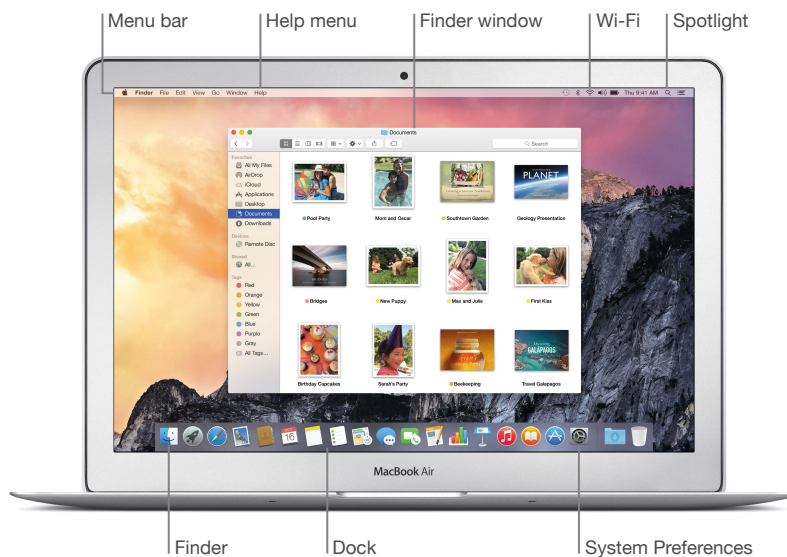 Menu bar
Help menu
Finder window
Wi-Fi
Spotlight
Finder File Edit View Go Window Help
Thu 9:41 AM
Documents
Search
Favorites
All My Files
AirDrop
iCloud
Applications
Desktop
Documents
Downloads
Devices
Remote Disc
Shared
All...
Tags
Red
Orange
Yellow
Green
Blue
Purple
Gray
All Tags...
PLANET
Pool Party
Mom and Oscar
Southtown Garden
Geology Presentation
Bridges
New Puppy
Max and Julie
First Kiss
GALÁPAGOS
Birthday Cupcakes
Sarah's Party
Beekeeping
Travel Galapagos
16
MacBook Air
Finder
Dock
System Preferences